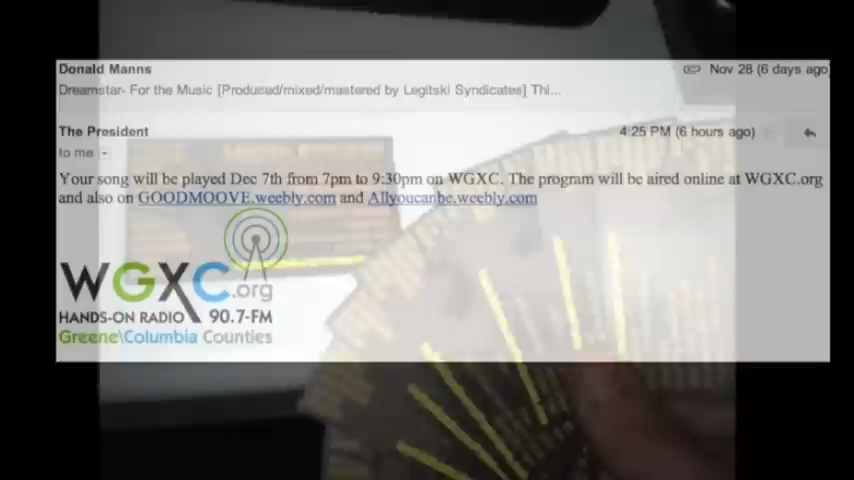 Donald Manns Nov 28 (6 days ago)
Dreamstar- For the Music [Produced/mixed/mastered by Legitski Syndicates] Thi...
The President 4:25 PM (6 hours ago)
to me
Your song will be played Dec 7th from 7pm to 9:30pm on WGXC. The program will be aired online at WGXC.org
and also on GOODMOOVE.weebly.com and Allyoucanbe.weebly.com
WGXC.org
HANDS-ON RADIO 90.7-FM
Greene\Columbia Counties